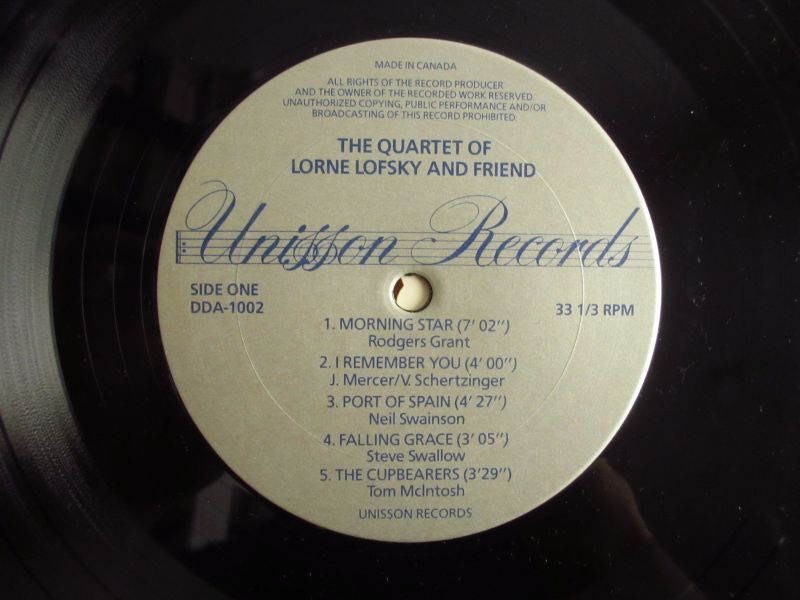 MADE IN CANADA
ALL RIGHTS OF THE RECORD PRODUCER
AND THE OWNER OF THE RECORDED WORK RESERVED.
UNAUTHORIZED COPYING, PUBLIC PERFORMANCE AND/OR
BROADCASTING OF THIS RECORD PROHIBITED.
THE QUARTET OF
LORNE LOFSKY AND FRIEND
Unisson Records
SIDE ONE
DDA-1002
33 1/3 RPM
1. MORNING STAR (7' 02'')
Rodgers Grant
2. I REMEMBER YOU (4' 00'')
J. Mercer/V. Schertzinger
3. PORT OF SPAIN (4' 27'')
Neil Swainson
4. FALLING GRACE (3' 05'')
Steve Swallow
5. THE CUPBEARERS (3'29'')
Tom McIntosh
UNISSON RECORDS